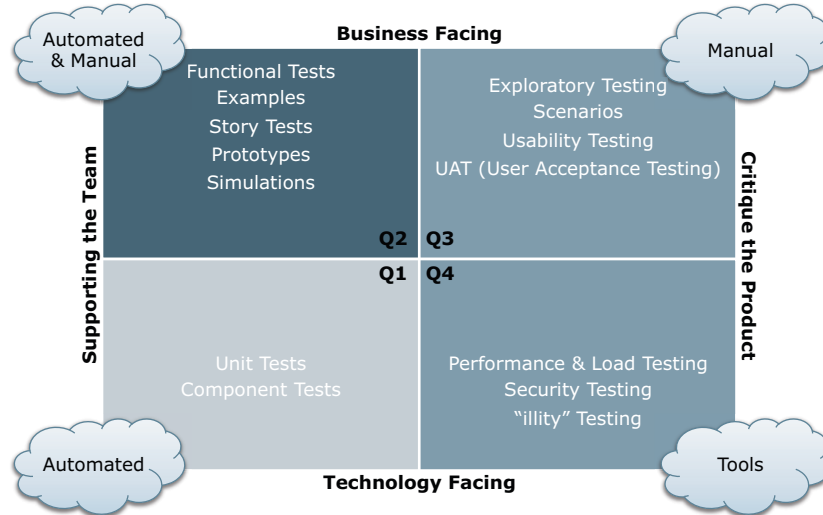 Automated
& Manual
Business Facing
Manual
Functional Tests
Examples
Story Tests
Prototypes
Simulations
Exploratory Testing
Scenarios
Usability Testing
UAT (User Acceptance Testing)
Supporting the Team
Critique the Product
Q2
Q3
Q1
Q4
Unit Tests
Component Tests
Performance & Load Testing
Security Testing
“illity” Testing
Automated
Technology Facing
Tools